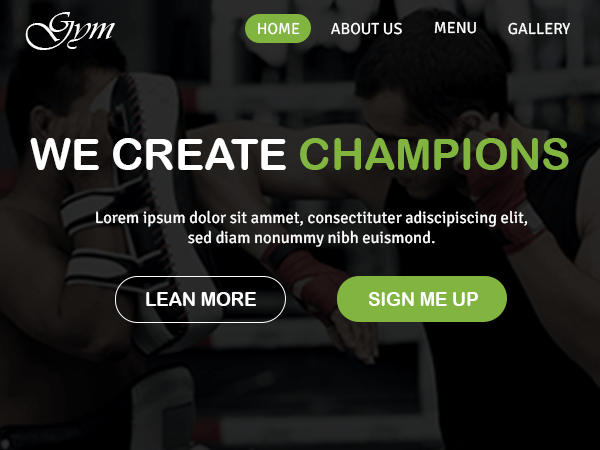 Gym
HOME ABOUT US MENU GALLERY
WE CREATE CHAMPIONS
Lorem ipsum dolor sit ammet, consectituter adiscipiscing elit,
sed diam nonummy nibh euismond.
LEAN MORE SIGN ME UP